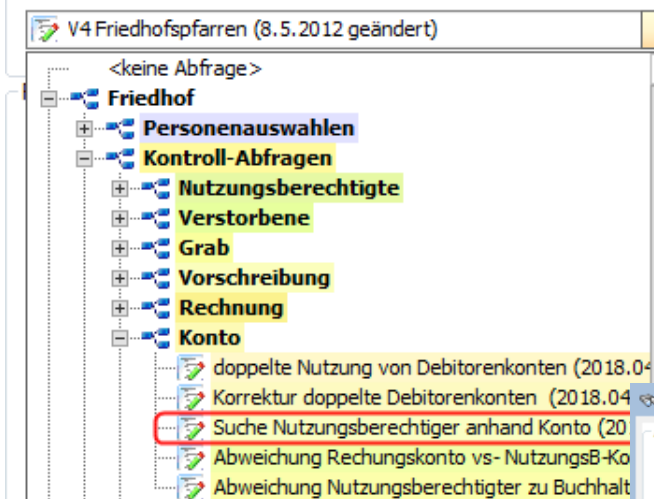 V4 Friedhofspfarren (8.5.2012 geändert)
<keine Abfrage>
Friedhof
Personenauswahlen
Kontroll-Abfragen
Nutzungsberechtigte
Verstorbene
Grab
Vorschreibung
Rechnung
Konto
doppelte Nutzung von Debitorenkonten (2018.04
Korrektur doppelte Debitorenkonten (2018.04
Suche Nutzungsberechtiger anhand Konto (20
Abweichung Rechungskonto vs- NutzungsB-Ko
Abweichung Nutzungsberechtigter zu Buchhalt